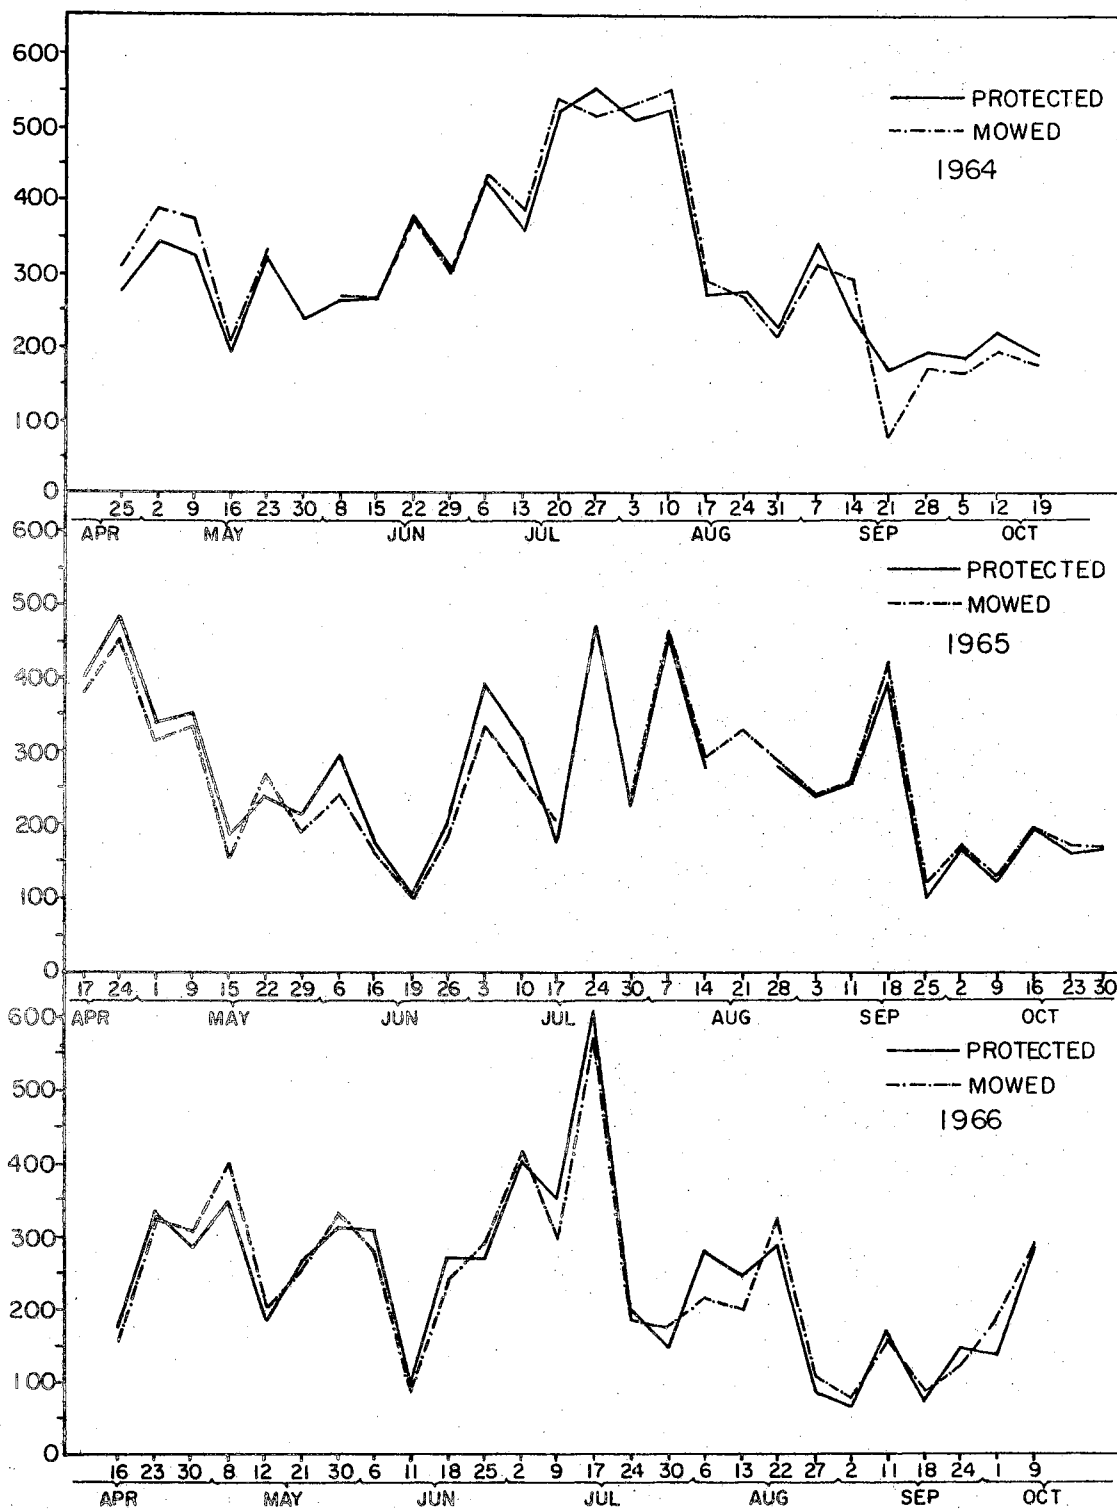 600
500
400
300
200
100
0
PROTECTED
MOWED
1964
25 2 9 16 23 30 8 15 22 29 6 13 20 27 3 10 17 24 31 7 14 21 28 5 12 19
APR MAY JUN JUL AUG SEP OCT
600
500
400
300
200
100
0
PROTECTED
MOWED
1965
17 24 1 9 15 22 29 6 16 19 26 3 10 17 24 30 7 14 21 28 3 11 18 25 2 9 16 23 30
APR MAY JUN JUL AUG SEP OCT
600
500
400
300
200
100
0
PROTECTED
MOWED
1966
16 23 30 8 12 21 30 6 11 18 25 2 9 17 24 30 6 13 22 27 2 11 18 24 1 9
APR MAY JUN JUL AUG SEP OCT